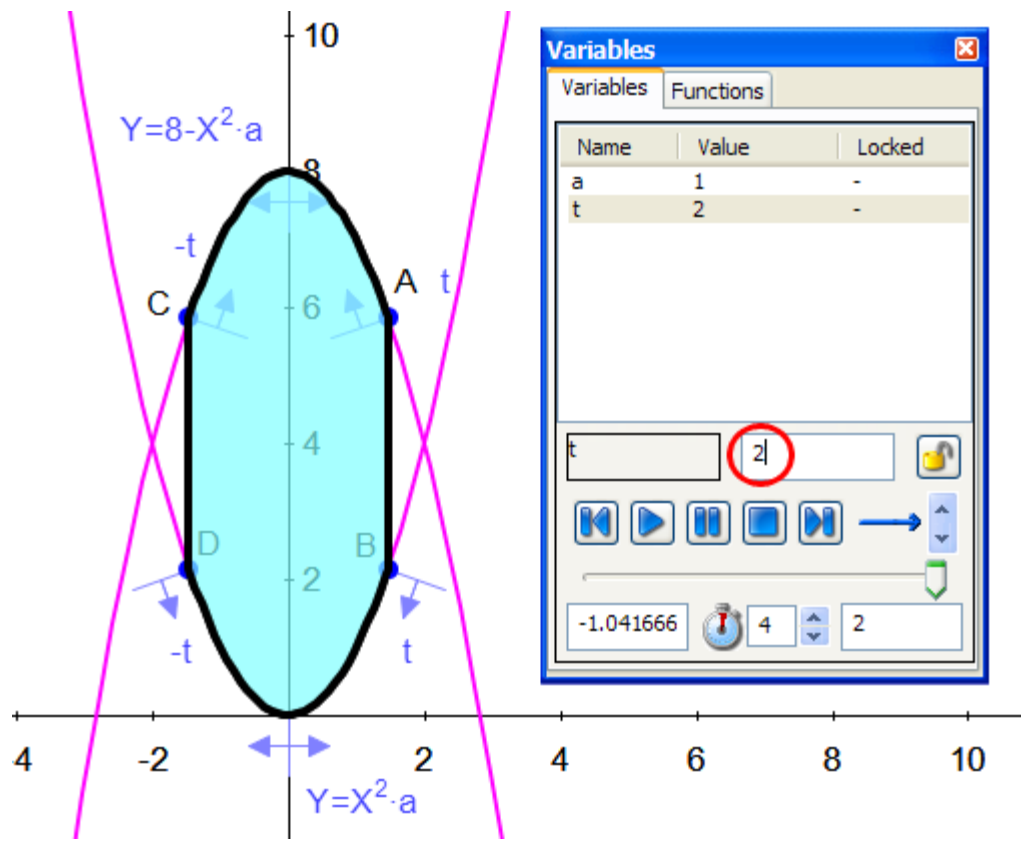 10
Y=8-X²·a
8
-t
A
t
C
6
4
D
B
2
-t
t
4
-2
2
4
6
8
10
Y=X²·a
Variables
Variables Functions
Name Value Locked
a 1 -
t 2 -
t 2
-1.041666 4 2